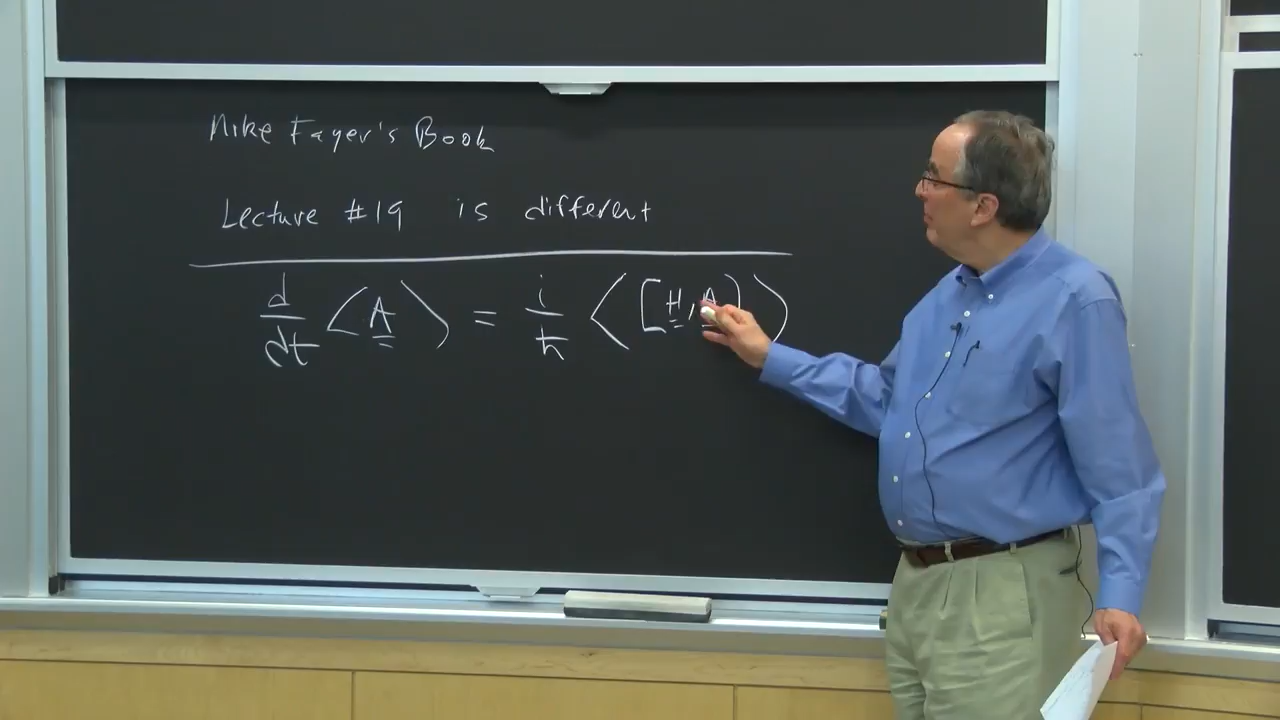 Mike Fayer's Book
Lecture #19 is different
d/dt ⟨A⟩ = i/ħ ⟨[H, A]⟩